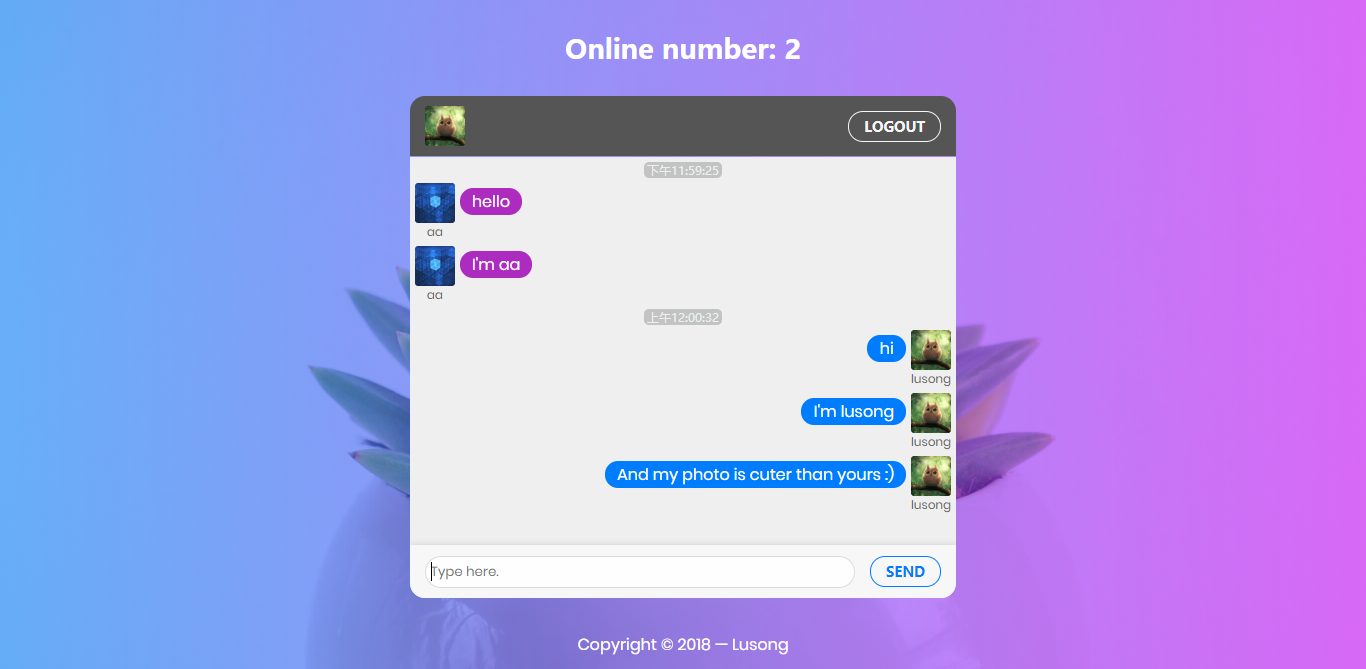 Online number: 2
LOGOUT
下午11:59:25
hello
aa
I'm aa
aa
上午12:00:32
hi
lusong
I'm lusong
lusong
And my photo is cuter than yours :)
lusong
Type here.
SEND
Copyright © 2018 — Lusong